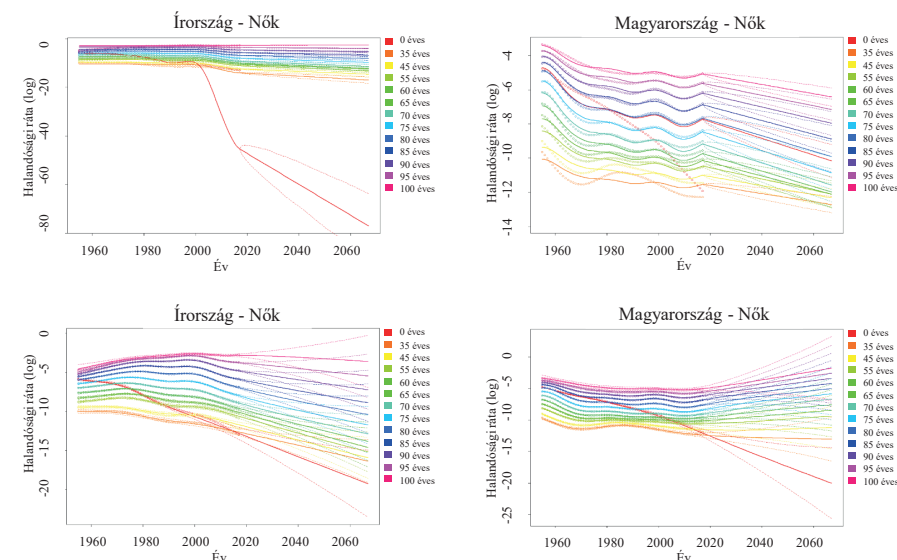 Írország - Nők
Halandósági ráta (log)
0
-20
-40
-60
-80
1960 1980 2000 2020 2040 2060
Év
0 éves
35 éves
45 éves
55 éves
60 éves
65 éves
70 éves
75 éves
80 éves
85 éves
90 éves
95 éves
100 éves
Magyarország - Nők
Halandósági ráta (log)
-4
-6
-8
-10
-12
-14
1960 1980 2000 2020 2040 2060
Év
0 éves
35 éves
45 éves
55 éves
60 éves
65 éves
70 éves
75 éves
80 éves
85 éves
90 éves
95 éves
100 éves
Írország - Nők
Halandósági ráta (log)
0
-5
-10
-15
-20
1960 1980 2000 2020 2040 2060
Év
0 éves
35 éves
45 éves
55 éves
60 éves
65 éves
70 éves
75 éves
80 éves
85 éves
90 éves
95 éves
100 éves
Magyarország - Nők
Halandósági ráta (log)
0
-5
-10
-15
-20
-25
1960 1980 2000 2020 2040 2060
Év
0 éves
35 éves
45 éves
55 éves
60 éves
65 éves
70 éves
75 éves
80 éves
85 éves
90 éves
95 éves
100 éves